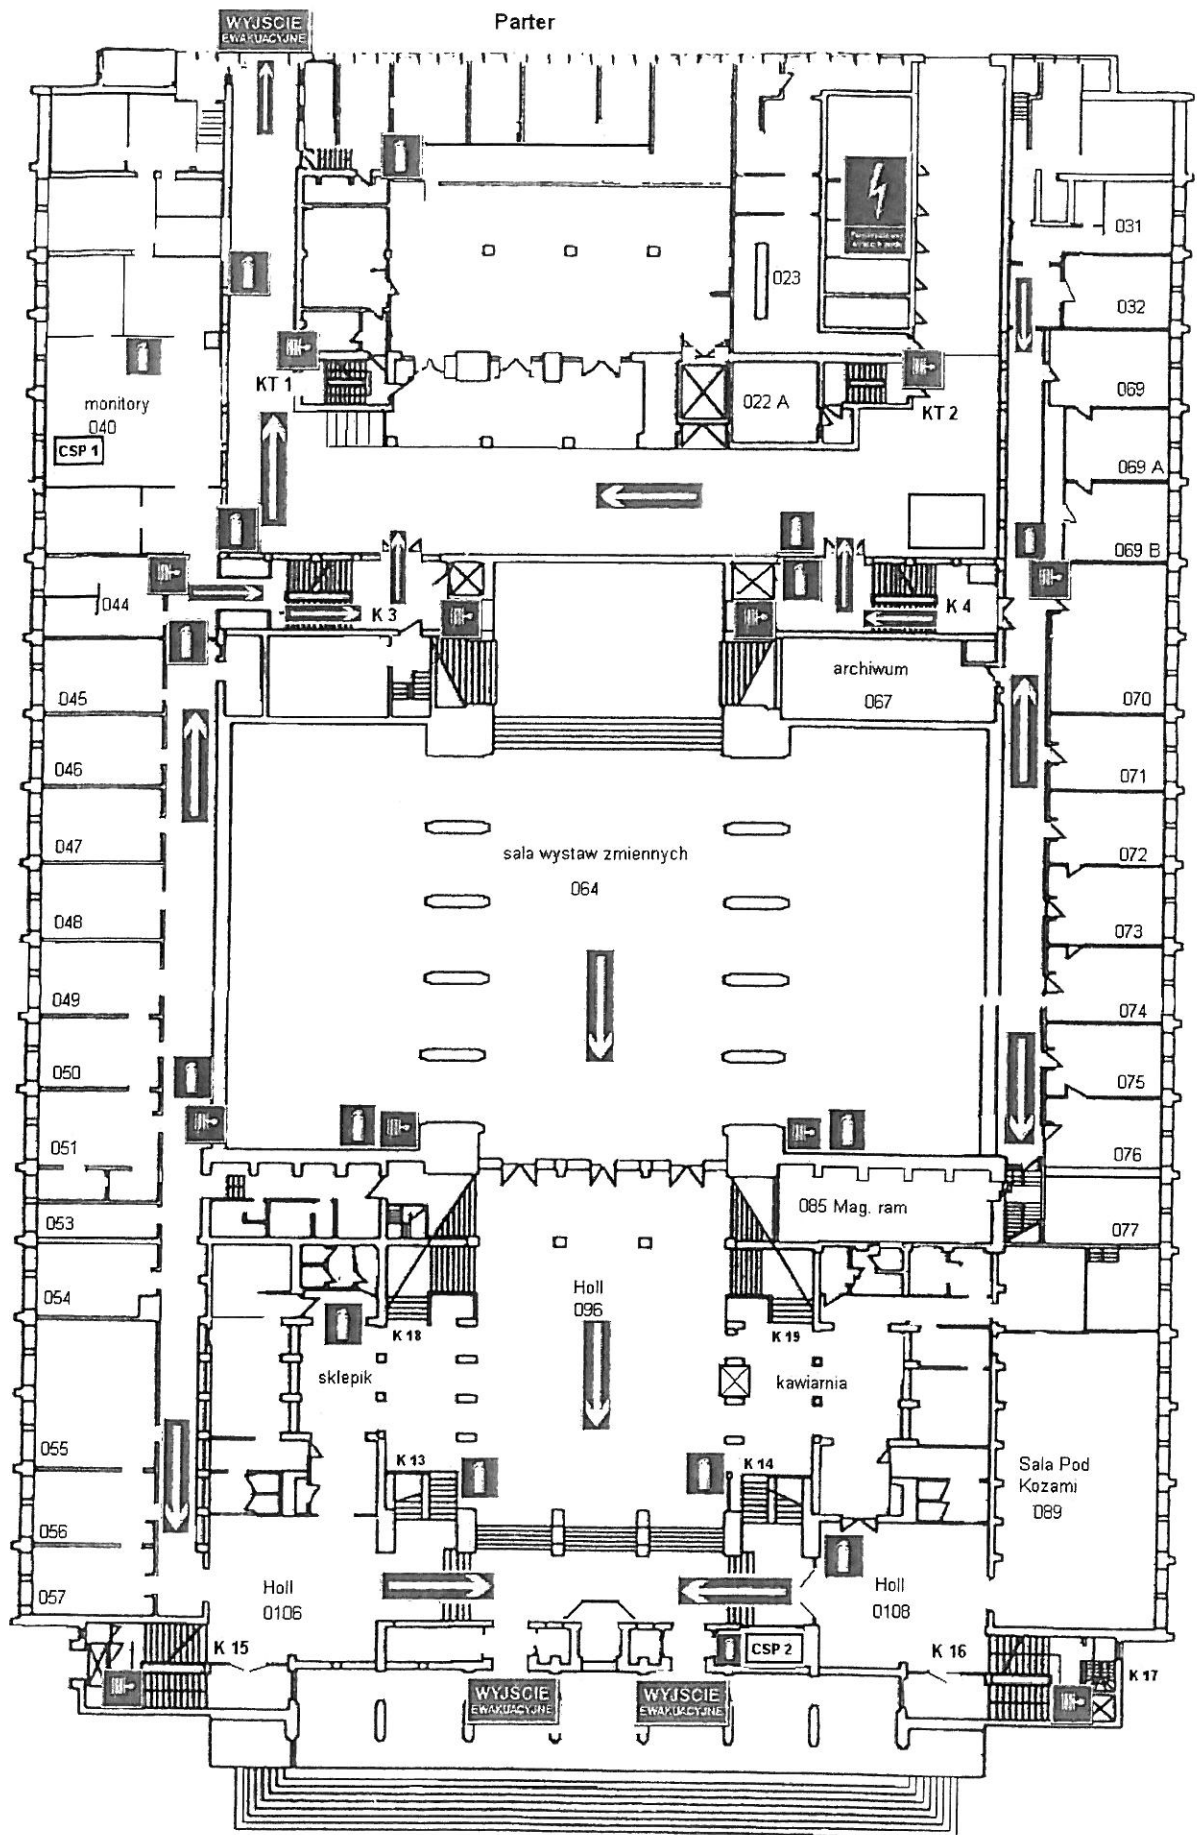 Parter
WYJŚCIE
EWAKUACYJNE
031
023
032
KT 1
069
022 A
KT 2
monitory
040
CSP 1
069 A
069 B
044
K 3
K 4
archiwum
067
045
070
046
071
047
sala wystaw zmiennych
064
072
048
073
049
074
050
075
051
076
085 Mag. ram
053
077
Holl
096
054
K 18
K 19
sklepik
kawiarnia
055
K 13
K 14
Sala Pod
Kozami
089
056
057
Holl
0106
Holl
0108
K 15
CSP 2
K 16
K 17
WYJŚCIE
EWAKUACYJNE
WYJŚCIE
EWAKUACYJNE